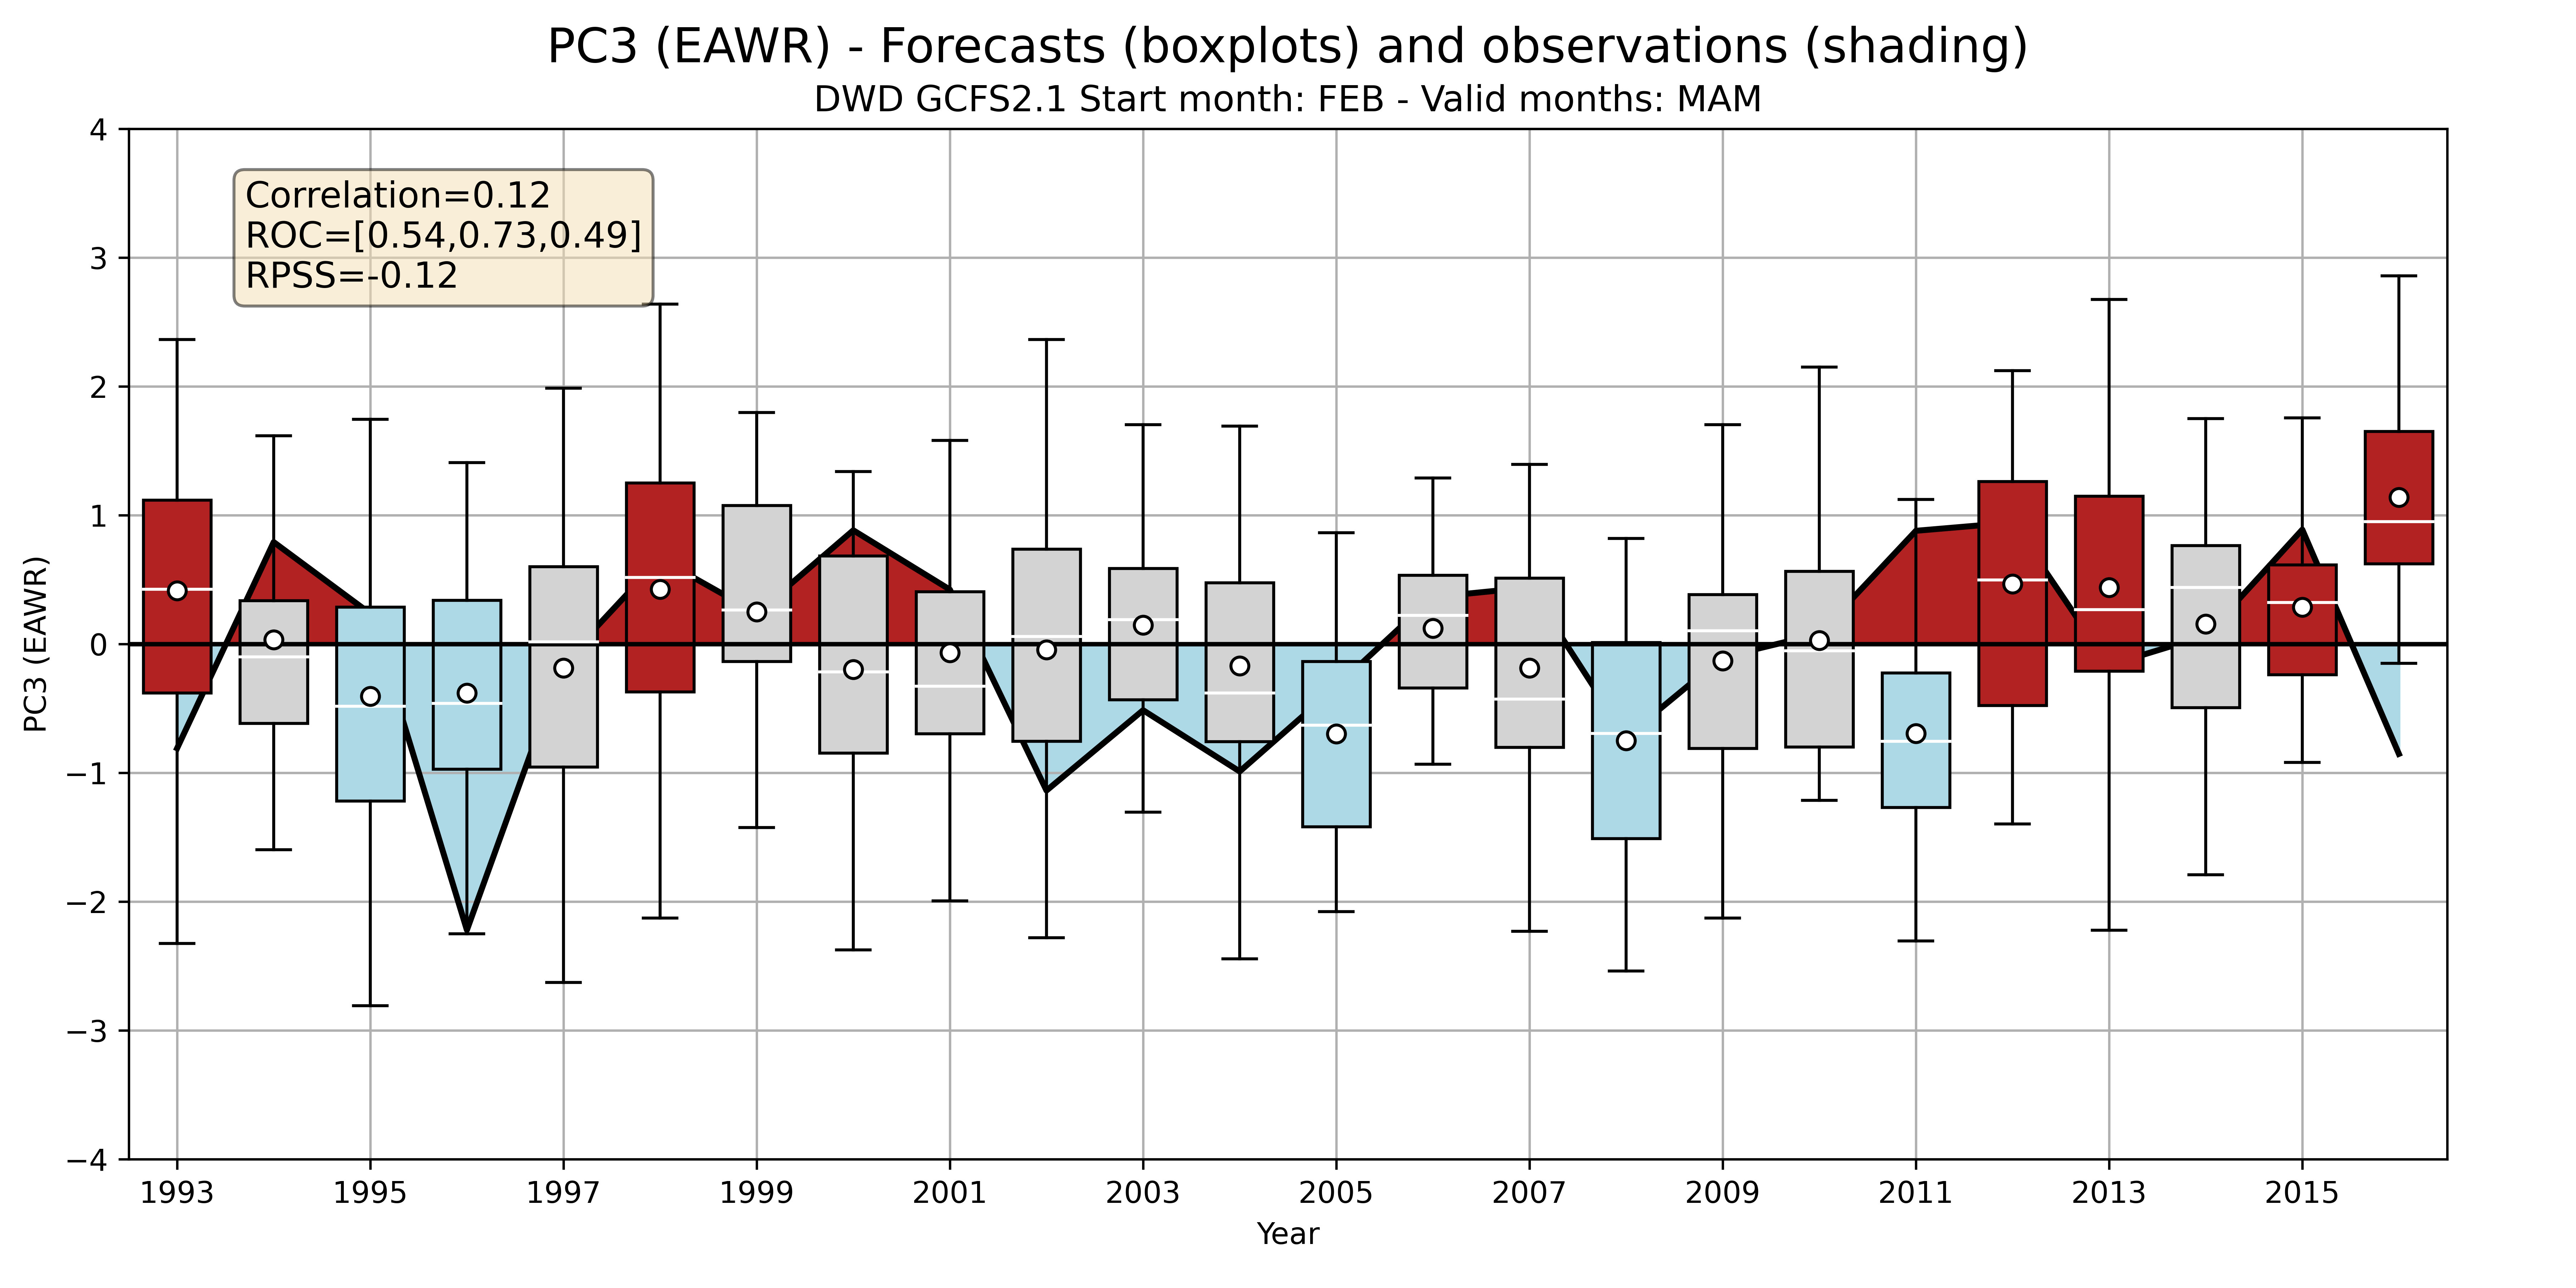 PC3 (EAWR) - Forecasts (boxplots) and observations (shading)
DWD GCFS2.1 Start month: FEB - Valid months: MAM
Correlation=0.12
ROC=[0.54,0.73,0.49]
RPSS=-0.12
PC3 (EAWR)
4
3
2
1
0
−1
−2
−3
−4
1993 1995 1997 1999 2001 2003 2005 2007 2009 2011 2013 2015
Year